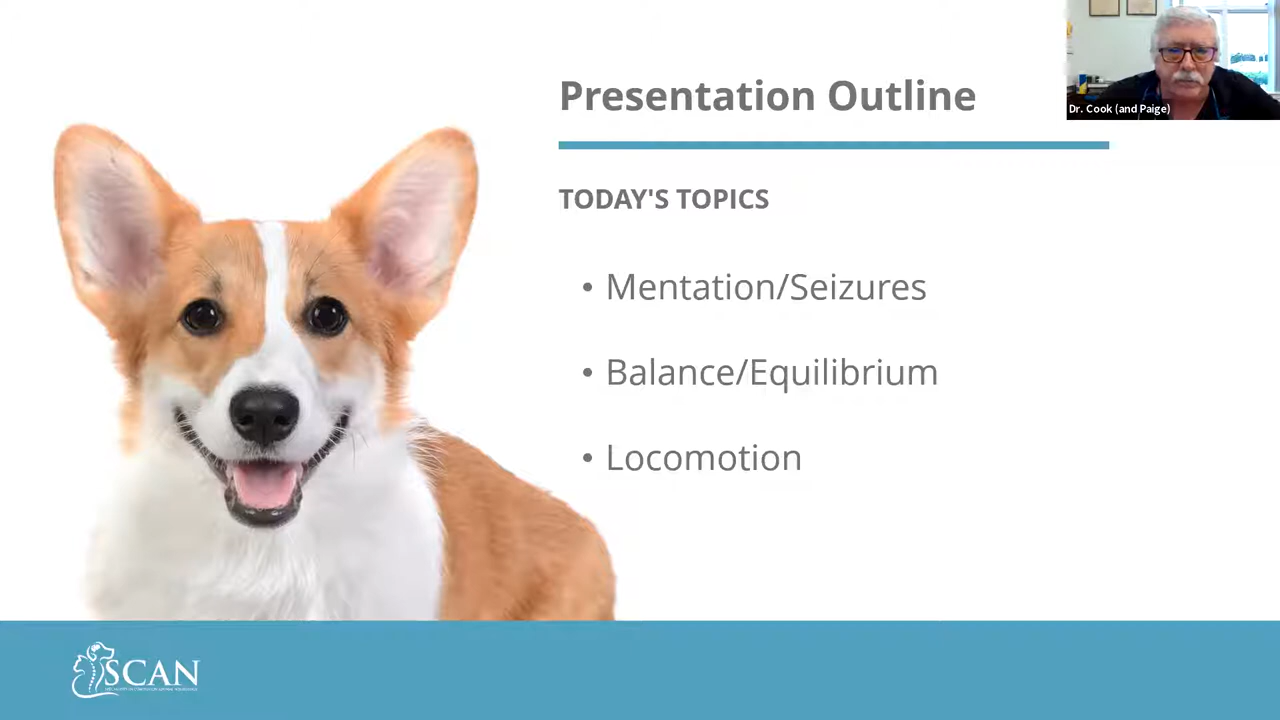 Presentation Outline
Dr. Cook (and Paige)
TODAY'S TOPICS
• Mentation/Seizures
• Balance/Equilibrium
• Locomotion
SCAN